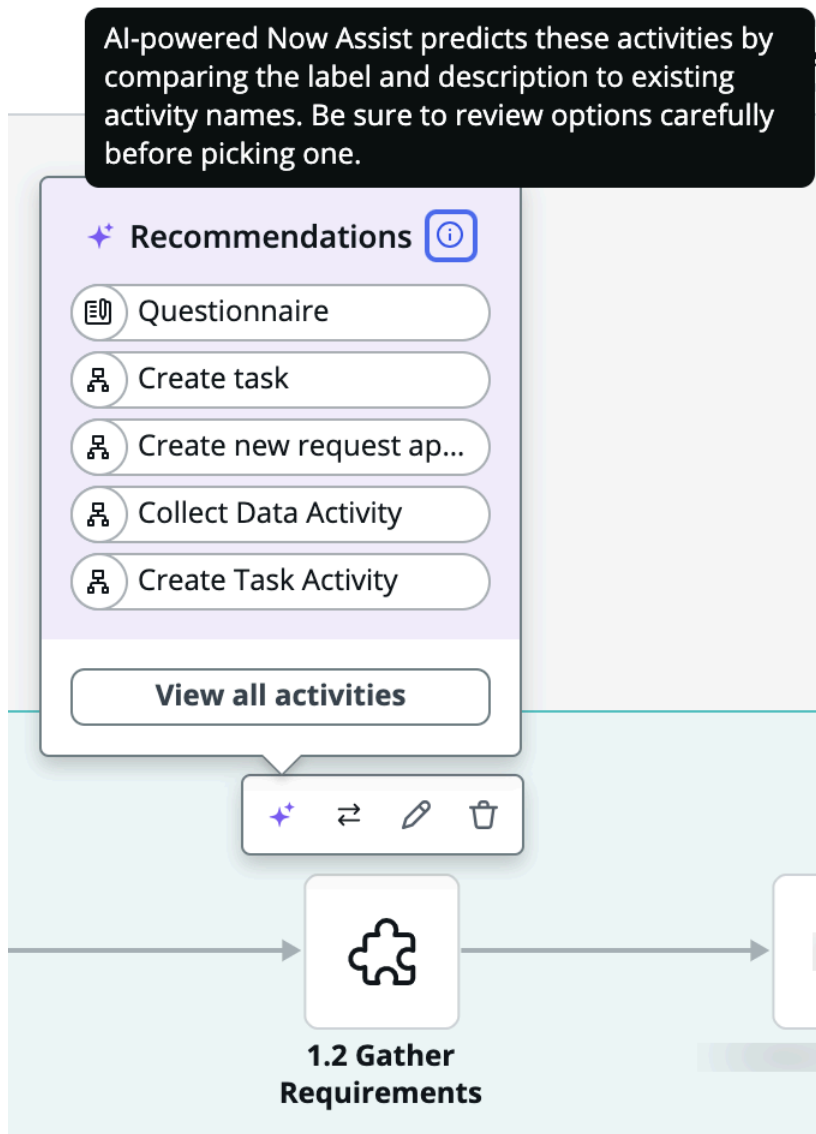 AI-powered Now Assist predicts these activities by
comparing the label and description to existing
activity names. Be sure to review options carefully
before picking one.
Recommendations
Questionnaire
Create task
Create new request ap...
Collect Data Activity
Create Task Activity
View all activities
1.2 Gather
Requirements